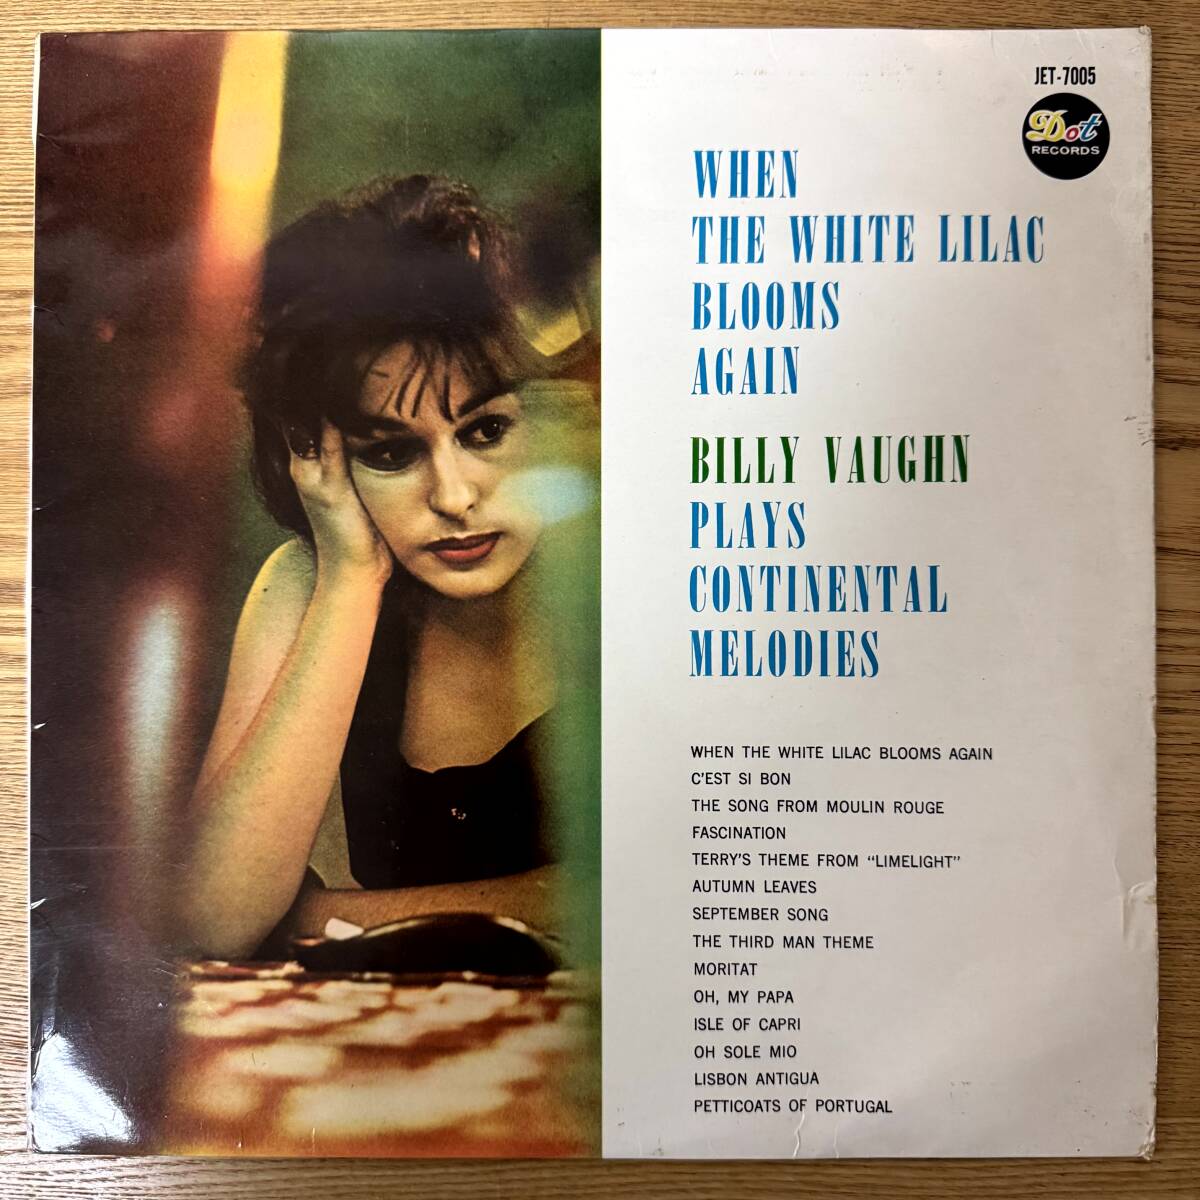 JET-7005
Dot
RECORDS
WHEN
THE WHITE LILAC
BLOOMS
AGAIN
BILLY VAUGHN
PLAYS
CONTINENTAL
MELODIES
WHEN THE WHITE LILAC BLOOMS AGAIN
C'EST SI BON
THE SONG FROM MOULIN ROUGE
FASCINATION
TERRY'S THEME FROM “LIMELIGHT”
AUTUMN LEAVES
SEPTEMBER SONG
THE THIRD MAN THEME
MORITAT
OH, MY PAPA
ISLE OF CAPRI
OH SOLE MIO
LISBON ANTIGUA
PETTICOATS OF PORTUGAL